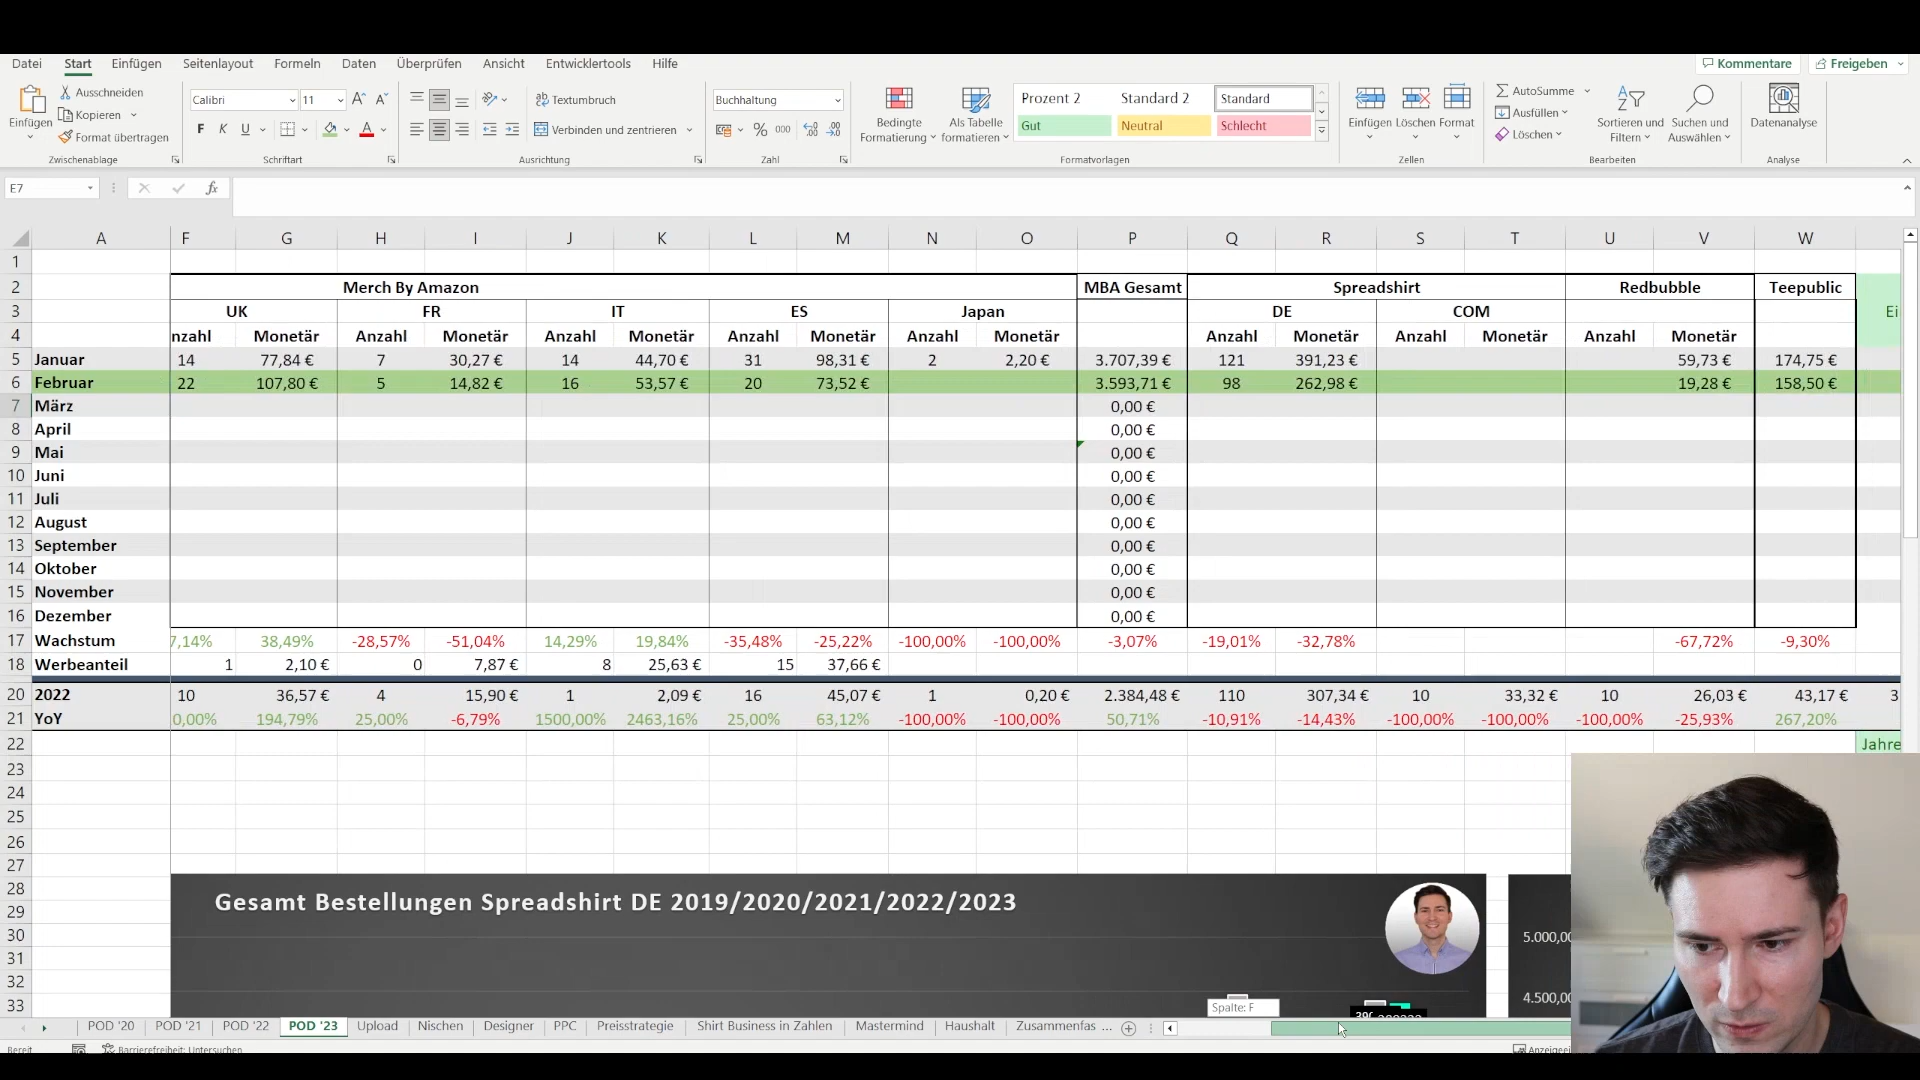 Datei Start Einfügen Seitenlayout Formeln Daten Überprüfen Ansicht Entwicklertools Hilfe Kommentare Freigeben
Einfügen Ausschneiden Kopieren Format übertragen Zwischenablage
Calibri 11 F K U Schriftart
Textumbruch Verbinden und zentrieren Ausrichtung
Buchhaltung % 000 Zahl
Bedingte Formatierung Als Tabelle formatieren
Prozent 2 Standard 2 Standard
Gut Neutral Schlecht
Formatvorlagen
Einfügen Löschen Format Zellen
AutoSumme Ausfüllen Löschen Sortieren und Filtern Suchen und Auswählen Bearbeiten
Datenanalyse Analyse
E7 fx
A F G H I J K L M N O P Q R S T U V W
1
2 Merch By Amazon MBA Gesamt Spreadshirt Redbubble Teepublic
3 UK FR IT ES Japan DE COM Ei
4 nzahl Monetär Anzahl Monetär Anzahl Monetär Anzahl Monetär Anzahl Monetär Anzahl Monetär Anzahl Monetär Anzahl Monetär
5 Januar 14 77,84 € 7 30,27 € 14 44,70 € 31 98,31 € 2 2,20 € 3.707,39 € 121 391,23 € 59,73 € 174,75 €
6 Februar 22 107,80 € 5 14,82 € 16 53,57 € 20 73,52 € 3.593,71 € 98 262,98 € 19,28 € 158,50 €
7 März 0,00 €
8 April 0,00 €
9 Mai 0,00 €
10 Juni 0,00 €
11 Juli 0,00 €
12 August 0,00 €
13 September 0,00 €
14 Oktober 0,00 €
15 November 0,00 €
16 Dezember 0,00 €
17 Wachstum 7,14% 38,49% -28,57% -51,04% 14,29% 19,84% -35,48% -25,22% -100,00% -100,00% -3,07% -19,01% -32,78% -67,72% -9,30%
18 Werbeanteil 1 2,10 € 0 7,87 € 8 25,63 € 15 37,66 €
20 2022 10 36,57 € 4 15,90 € 1 2,09 € 16 45,07 € 1 0,20 € 2.384,48 € 110 307,34 € 10 33,32 € 10 26,03 € 43,17 € 3
21 YoY 0,00% 194,79% 25,00% -6,79% 1500,00% 2463,16% 25,00% 63,12% -100,00% -100,00% 50,71% -10,91% -14,43% -100,00% -100,00% -100,00% -25,93% 267,20%
22 Jahre
23
24
25
26
27
28
29 Gesamt Bestellungen Spreadshirt DE 2019/2020/2021/2022/2023
30 5.000,00
31
32
33 Spalte: F 4.500,00
POD '20 POD '21 POD '22 POD '23 Upload Nischen Designer PPC Preisstrategie Shirt Business in Zahlen Mastermind Haushalt Zusammenfas ...
Bereit Barrierefreiheit: Untersuchen Anzeigeei